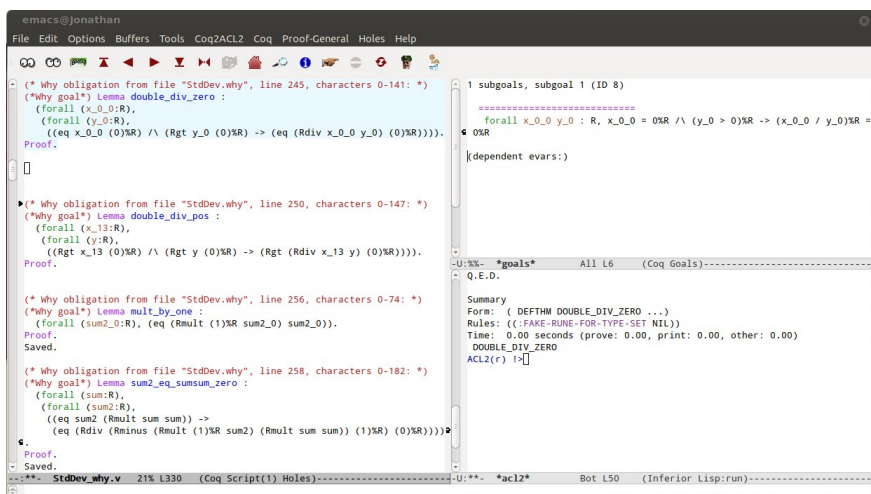 emacs@Jonathan
File Edit Options Buffers Tools Coq2ACL2 Coq Proof-General Holes Help
(* Why obligation from file "StdDev.why", line 245, characters 0-141: *)
(*Why goal*) Lemma double_div_zero :
(forall (x_0_0:R),
(forall (y_0:R),
((eq x_0_0 (0)%R) /\ (Rgt y_0 (0)%R) -> (eq (Rdiv x_0_0 y_0) (0)%R)))).
Proof.
(* Why obligation from file "StdDev.why", line 250, characters 0-147: *)
(*Why goal*) Lemma double_div_pos :
(forall (x_13:R),
(forall (y:R),
((Rgt x_13 (0)%R) /\ (Rgt y (0)%R) -> (Rgt (Rdiv x_13 y) (0)%R)))).
Proof.
(* Why obligation from file "StdDev.why", line 256, characters 0-74: *)
(*Why goal*) Lemma mult_by_one :
(forall (sum2_0:R), (eq (Rmult (1)%R sum2_0) sum2_0)).
Proof.
Saved.
(* Why obligation from file "StdDev.why", line 258, characters 0-182: *)
(*Why goal*) Lemma sum2_eq_sumsum_zero :
(forall (sum:R),
(forall (sum2:R),
((eq sum2 (Rmult sum sum)) ->
(eq (Rdiv (Rminus (Rmult (1)%R sum2) (Rmult sum sum)) (1)%R) (0)%R))))
.
Proof.
Saved.
--:**- StdDev_why.v 21% L330 (Coq Script(1) Holes)------------------------
1 subgoals, subgoal 1 (ID 8)
============================
forall x_0_0 y_0 : R, x_0_0 = 0%R /\ (y_0 > 0)%R -> (x_0_0 / y_0)%R =
0%R
(dependent evars:)
-U:%%- *goals* All L6 (Coq Goals)-----------------------------
Q.E.D.
Summary
Form: ( DEFTHM DOUBLE_DIV_ZERO ...)
Rules: ((:FAKE-RUNE-FOR-TYPE-SET NIL))
Time: 0.00 seconds (prove: 0.00, print: 0.00, other: 0.00)
DOUBLE_DIV_ZERO
ACL2(r) !>
-U:**- *acl2* Bot L50 (Inferior Lisp:run)---------------------